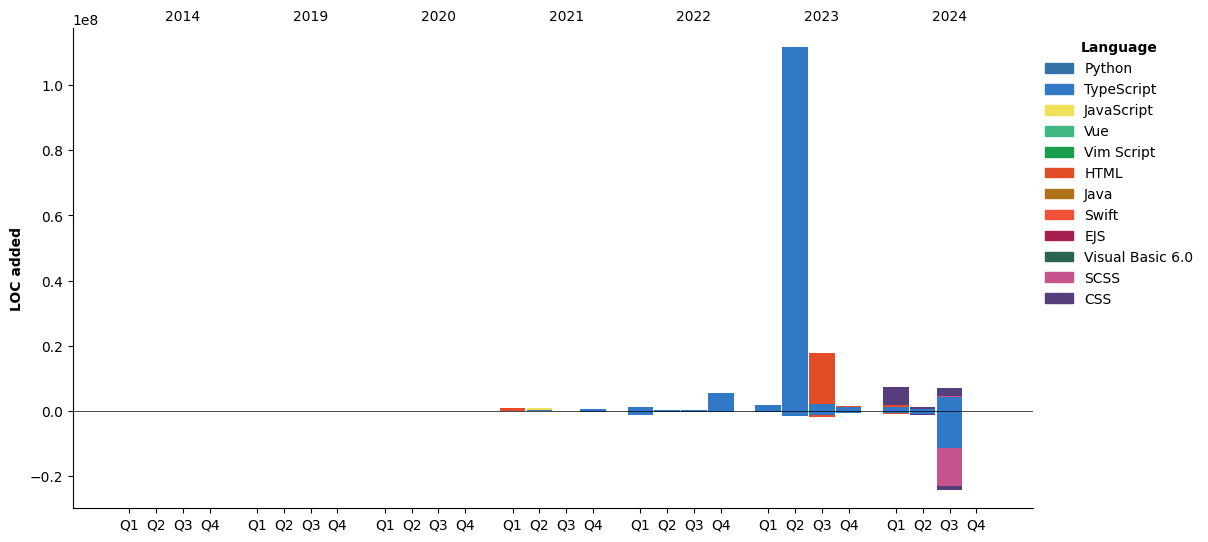 1e8
2014 2019 2020 2021 2022 2023 2024
Language
Python
TypeScript
JavaScript
Vue
Vim Script
HTML
Java
Swift
EJS
Visual Basic 6.0
SCSS
CSS
LOC added
1.0
0.8
0.6
0.4
0.2
0.0
−0.2
Q1 Q2 Q3 Q4 Q1 Q2 Q3 Q4 Q1 Q2 Q3 Q4 Q1 Q2 Q3 Q4 Q1 Q2 Q3 Q4 Q1 Q2 Q3 Q4 Q1 Q2 Q3 Q4